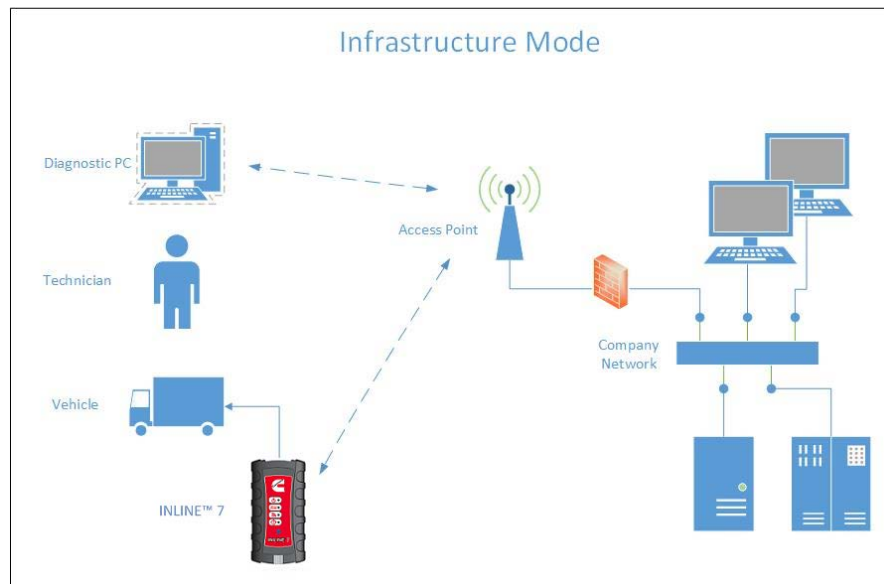 Infrastructure Mode
Diagnostic PC
Access Point
Technician
Company
Network
Vehicle
INLINE™ 7